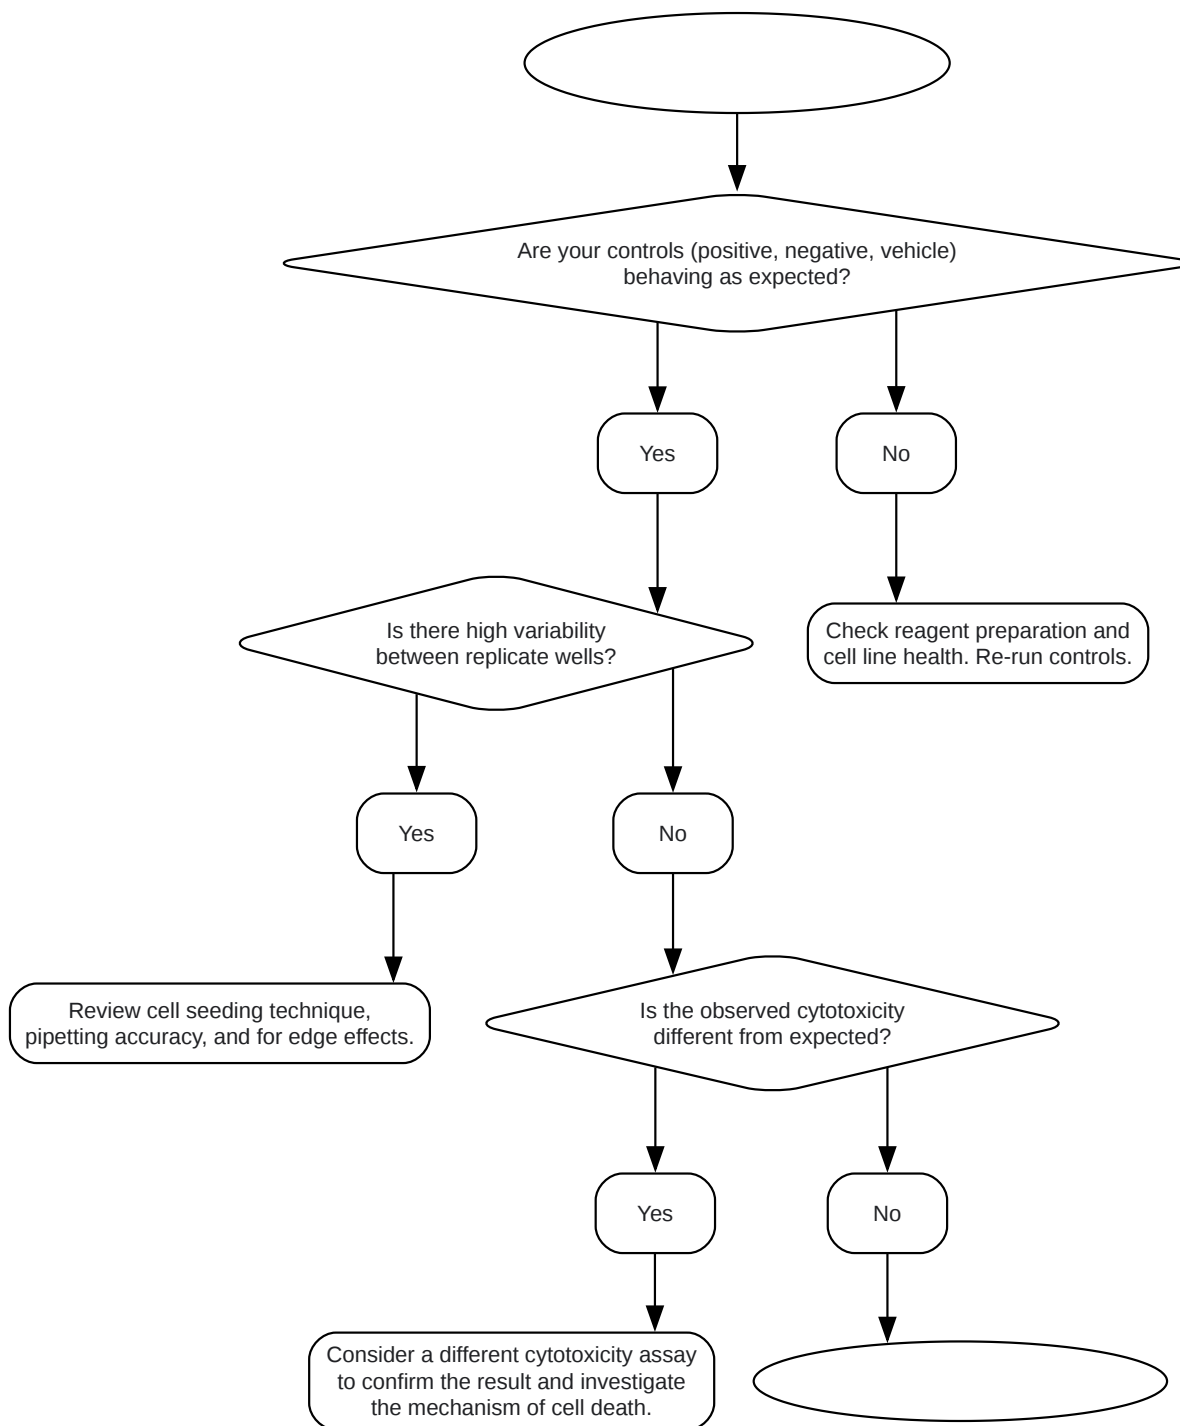 Are your controls (positive, negative, vehicle)
behaving as expected?
Yes
No
Is there high variability
between replicate wells?
Check reagent preparation and
cell line health. Re-run controls.
Yes
No
Review cell seeding technique,
pipetting accuracy, and for edge effects.
Is the observed cytotoxicity
different from expected?
Yes
No
Consider a different cytotoxicity assay
to confirm the result and investigate
the mechanism of cell death.